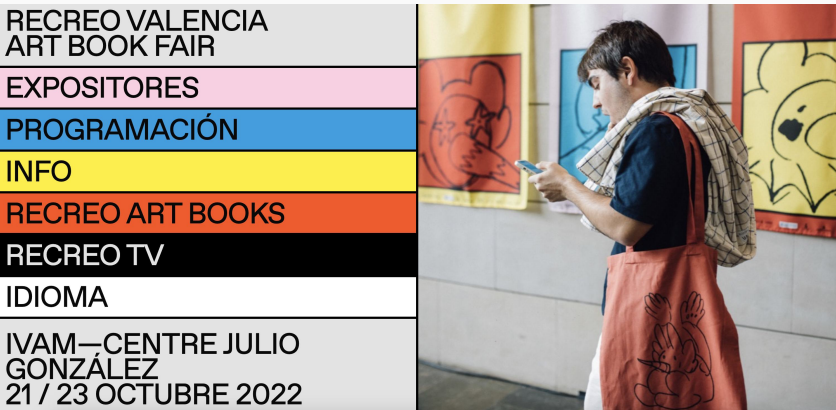 RECREO VALENCIA
ART BOOK FAIR
EXPOSITORES
PROGRAMACIÓN
INFO
RECREO ART BOOKS
RECREO TV
IDIOMA
IVAM—CENTRE JULIO
GONZÁLEZ
21 / 23 OCTUBRE 2022